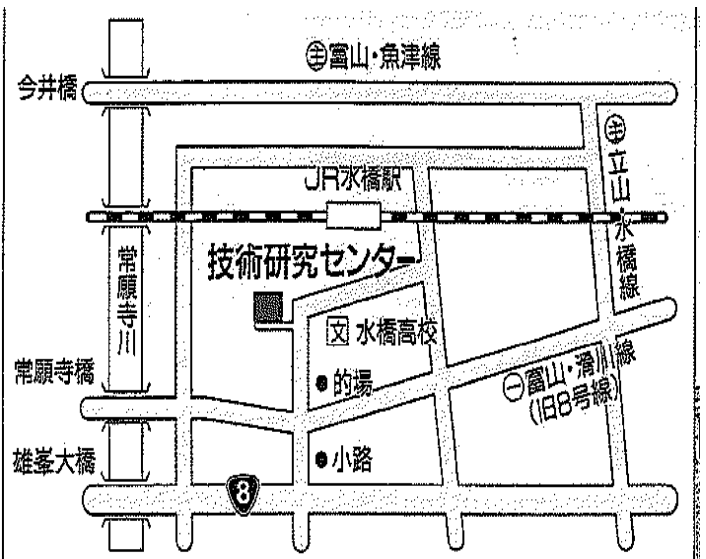 ㊏富山・魚津線
今井橋
㊏立山・水橋線
JR水橋駅
技術研究センター
常願寺川
文 水橋高校
常願寺橋
的場
㊀富山・滑川線
(旧8号線)
雄峯大橋
小路
8